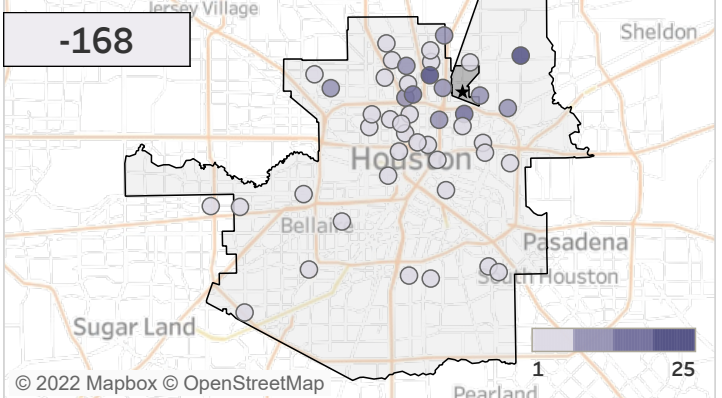 Jersey Village
-168
Sheldon
Houston
Bellaire
Pasadena
South Houston
Sugar Land
1 25
© 2022 Mapbox © OpenStreetMap
Pearland